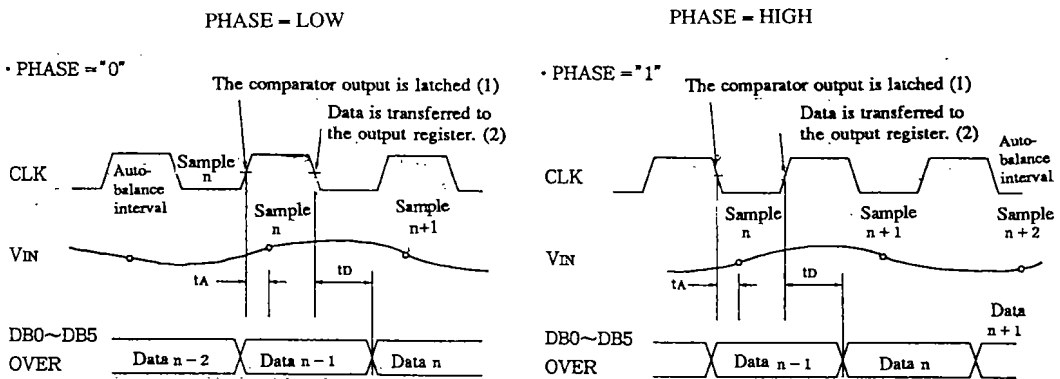 PHASE = LOW
· PHASE = "0"
The comparator output is latched (1)
Data is transferred to
the output register. (2)
CLK
Auto-
balance
interval
Sample
n
Sample
n
Sample
n+1
VIN
tA
tD
DB0~DB5
OVER
Data n - 2
Data n - 1
Data n
PHASE = HIGH
· PHASE = "1"
The comparator output is latched (1)
Data is transferred to
the output register. (2)
CLK
Auto-
balance
interval
Sample
n
Sample
n + 1
Sample
n + 2
VIN
tA
tD
DB0~DB5
OVER
Data n - 1
Data n
Data
n + 1